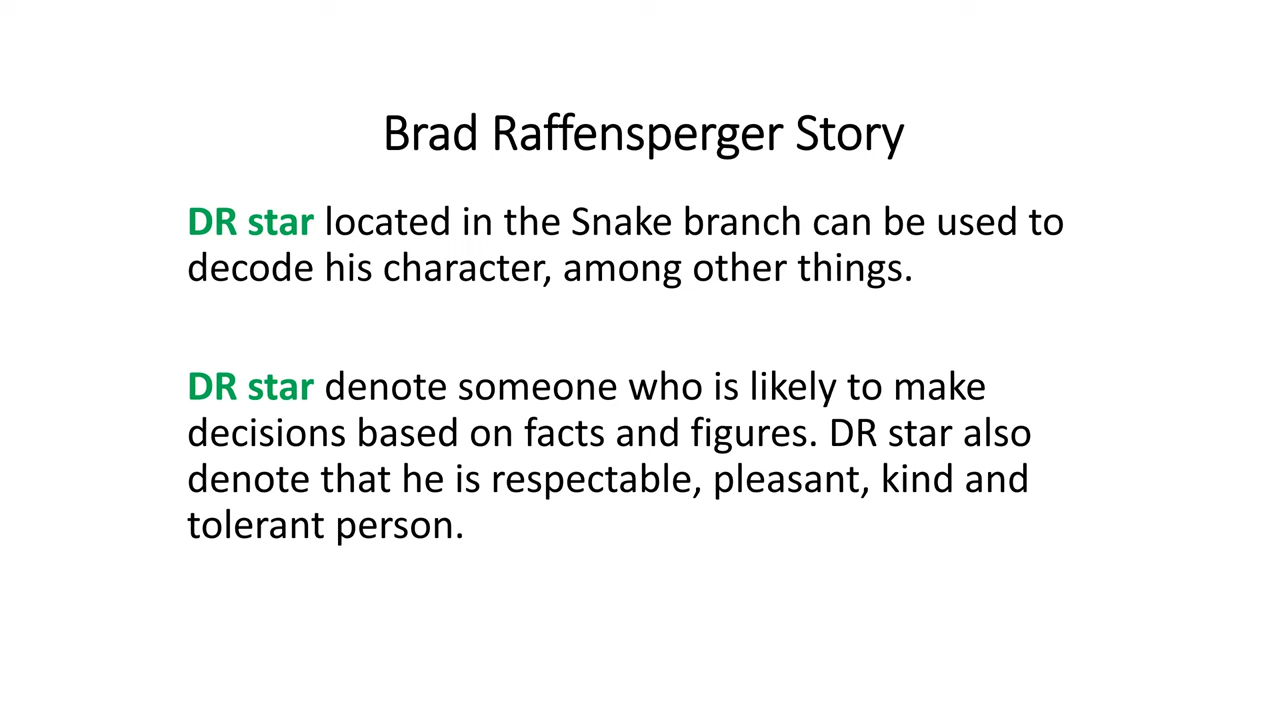 Brad Raffensperger Story
DR star located in the Snake branch can be used to
decode his character, among other things.
DR star denote someone who is likely to make
decisions based on facts and figures. DR star also
denote that he is respectable, pleasant, kind and
tolerant person.